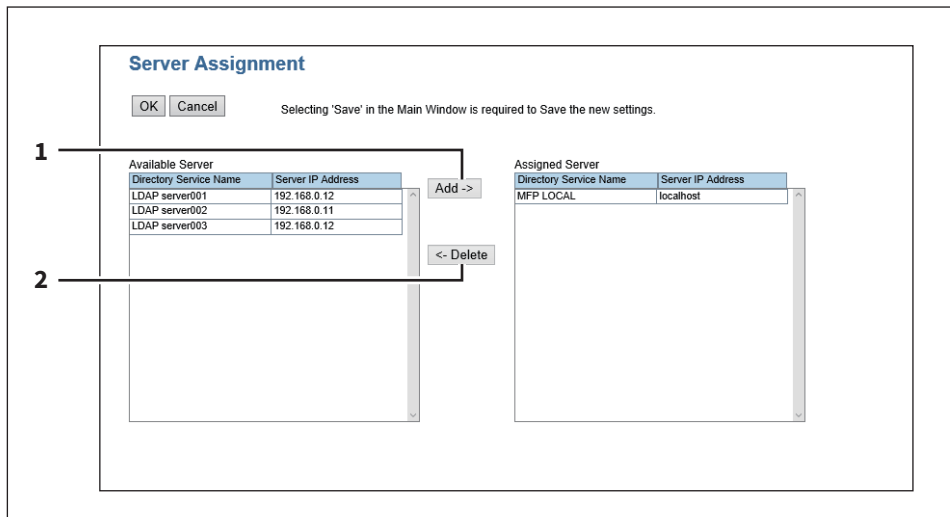 Server Assignment
OK Cancel Selecting 'Save' in the Main Window is required to Save the new settings.
1
Available Server
Directory Service Name Server IP Address
LDAP server001 192.168.0.12
LDAP server002 192.168.0.11
LDAP server003 192.168.0.12
Add ->
<- Delete
2
Assigned Server
Directory Service Name Server IP Address
MFP LOCAL localhost